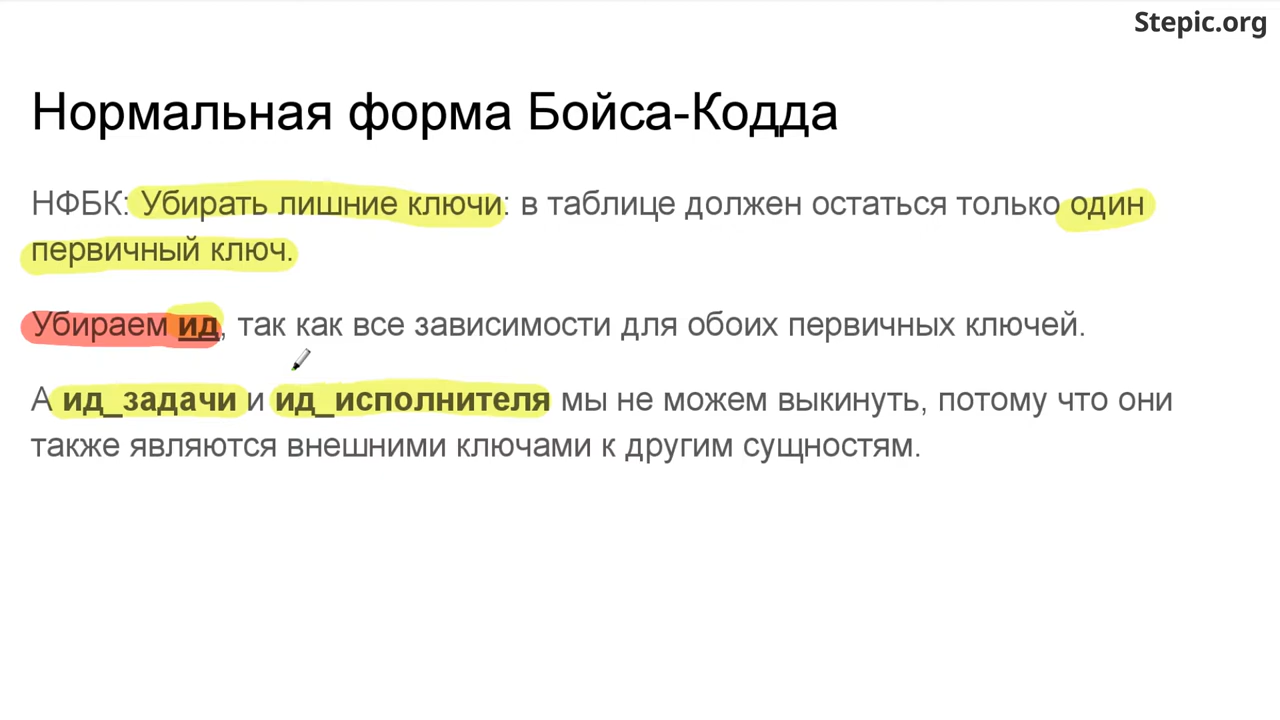 Stepic.org
Нормальная форма Бойса-Кодда
НФБК: Убирать лишние ключи: в таблице должен остаться только один
первичный ключ.
Убираем ид, так как все зависимости для обоих первичных ключей.
А ид_задачи и ид_исполнителя мы не можем выкинуть, потому что они
также являются внешними ключами к другим сущностям.